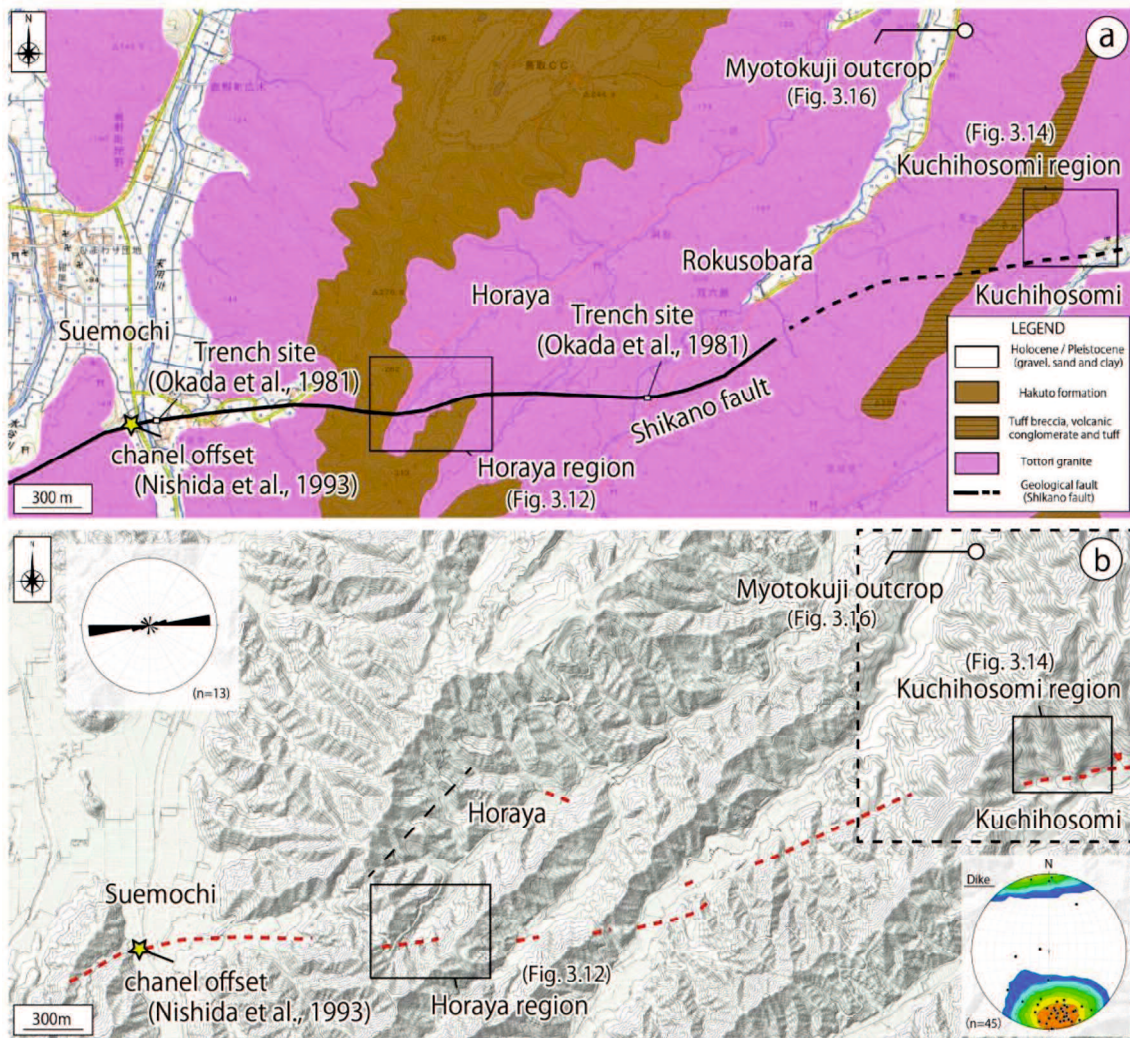 N
a
Myotokuji outcrop
(Fig. 3.16)
(Fig. 3.14)
Kuchihosomi region
鳥取CC
Rokusobara
Horaya
Kuchihosomi
Suemochi
Trench site
(Okada et al., 1981)
Trench site
(Okada et al., 1981)
Shikano fault
chanel offset
(Nishida et al., 1993)
Horaya region
(Fig. 3.12)
300 m
LEGEND
Holocene / Pleistocene
(gravel, sand and clay)
Hakuto formation
Tuff breccia, volcanic
conglomerate and tuff
Tottori granite
Geological fault
(Shikano fault)
N
b
(n=13)
Myotokuji outcrop
(Fig. 3.16)
(Fig. 3.14)
Kuchihosomi region
Horaya
Kuchihosomi
Suemochi
chanel offset
(Nishida et al., 1993)
(Fig. 3.12)
Horaya region
300m
Dike
N
(n=45)